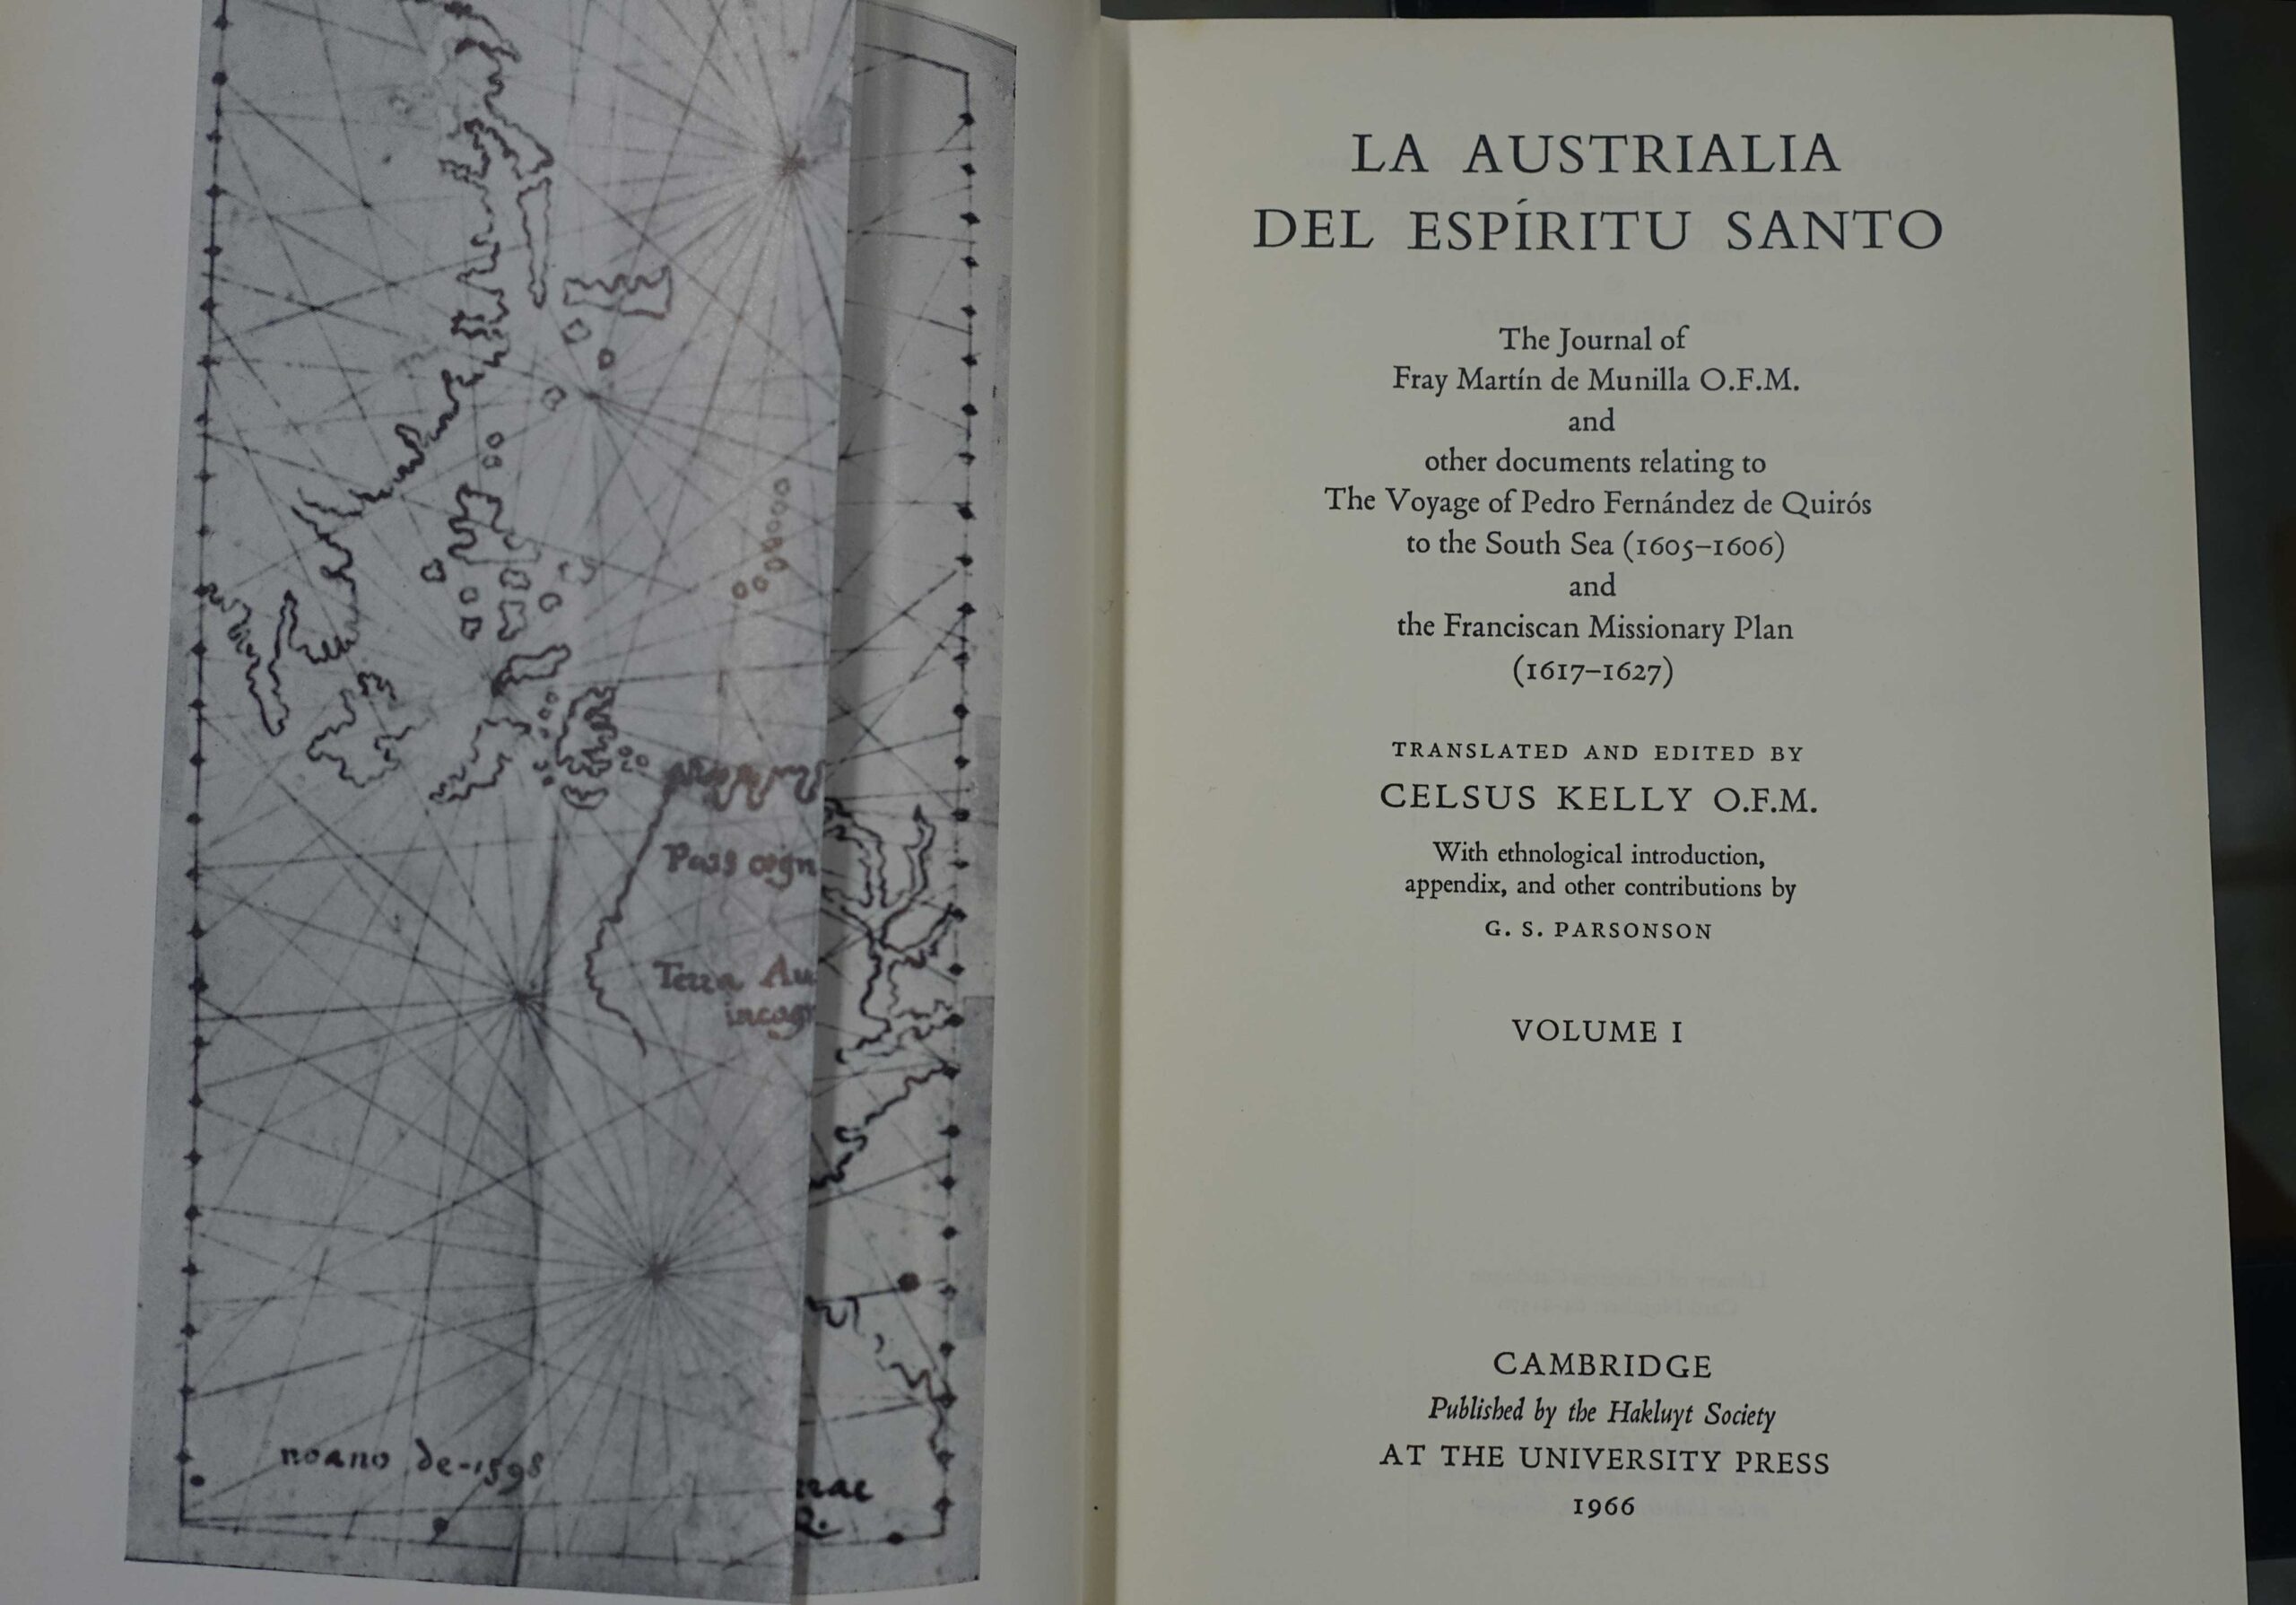 Terra Au
noano de-1598
LA AUSTRIALIA
DEL ESPÍRITU SANTO
The Journal of
Fray Martín de Munilla O.F.M.
and
other documents relating to
The Voyage of Pedro Fernández de Quirós
to the South Sea (1605–1606)
and
the Franciscan Missionary Plan
(1617–1627)
TRANSLATED AND EDITED BY
CELSUS KELLY O.F.M.
With ethnological introduction,
appendix, and other contributions by
G. S. PARSONSON
VOLUME I
CAMBRIDGE
Published by the Hakluyt Society
AT THE UNIVERSITY PRESS
1966